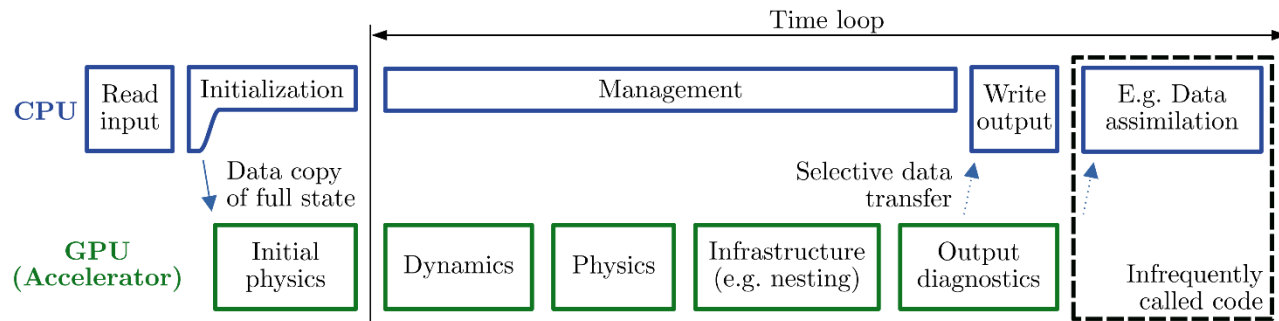 Time loop
CPU
Read
input
Initialization
Management
Write
output
E.g. Data
assimilation
Data copy
of full state
Selective data
transfer
GPU
(Accelerator)
Initial
physics
Dynamics
Physics
Infrastructure
(e.g. nesting)
Output
diagnostics
Infrequently
called code